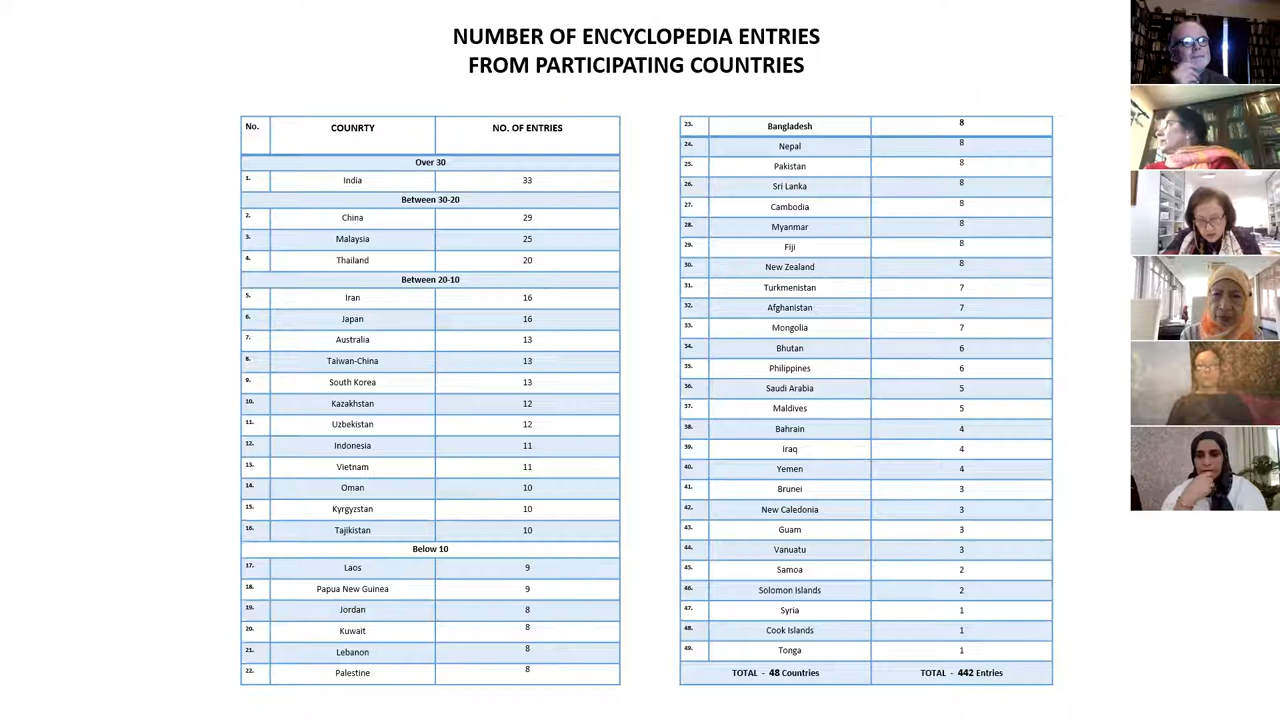 NUMBER OF ENCYCLOPEDIA ENTRIES
FROM PARTICIPATING COUNTRIES
No. COUNRTY NO. OF ENTRIES
Over 30
1. India 33
Between 30-20
2. China 29
3. Malaysia 25
4. Thailand 20
Between 20-10
5. Iran 16
6. Japan 16
7. Australia 13
8. Taiwan-China 13
9. South Korea 13
10. Kazakhstan 12
11. Uzbekistan 12
12. Indonesia 11
13. Vietnam 11
14. Oman 10
15. Kyrgyzstan 10
16. Tajikistan 10
Below 10
17. Laos 9
18. Papua New Guinea 9
19. Jordan 8
20. Kuwait 8
21. Lebanon 8
22. Palestine 8
23. Bangladesh 8
24. Nepal 8
25. Pakistan 8
26. Sri Lanka 8
27. Cambodia 8
28. Myanmar 8
29. Fiji 8
30. New Zealand 8
31. Turkmenistan 7
32. Afghanistan 7
33. Mongolia 7
34. Bhutan 6
35. Philippines 6
36. Saudi Arabia 5
37. Maldives 5
38. Bahrain 4
39. Iraq 4
40. Yemen 4
41. Brunei 3
42. New Caledonia 3
43. Guam 3
44. Vanuatu 3
45. Samoa 2
46. Solomon Islands 2
47. Syria 1
48. Cook Islands 1
49. Tonga 1
TOTAL - 48 Countries TOTAL - 442 Entries